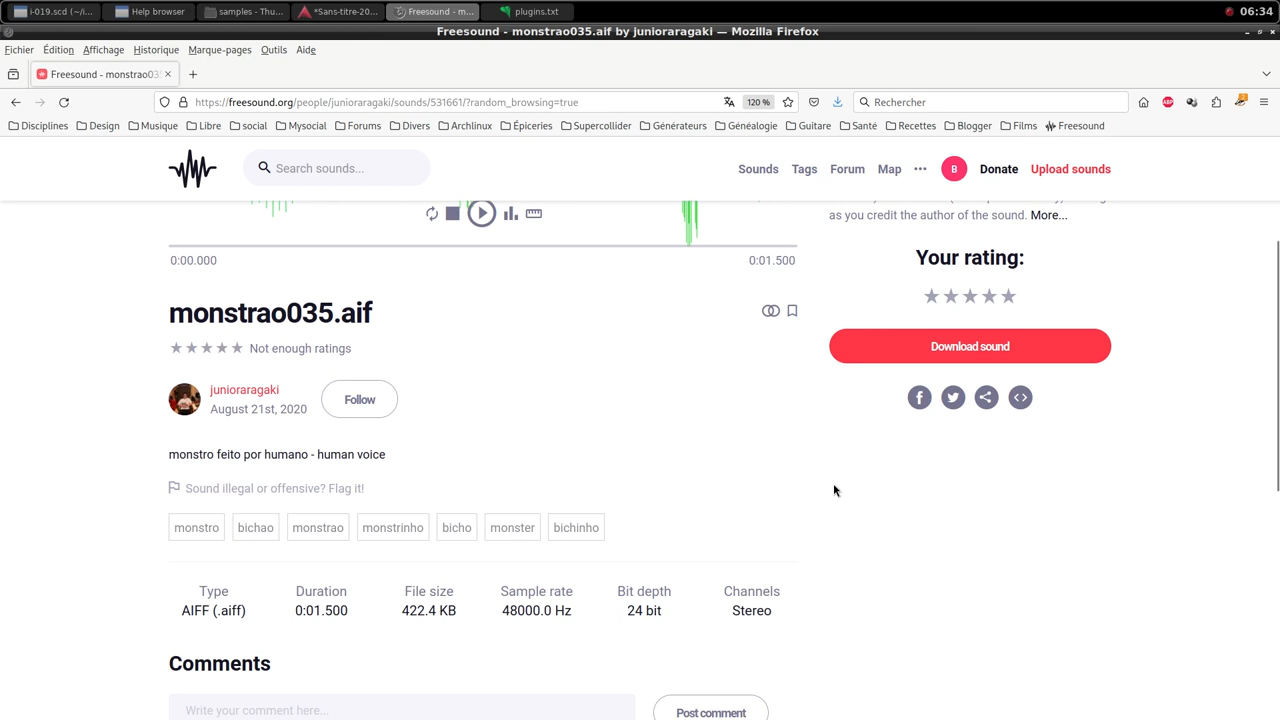 i-019.scd (~/i...
Help browser
samples - Thu...
*Sans-titre-20...
Freesound - m...
plugins.txt
06:34
Freesound - monstrao035.aif by junioraragaki — Mozilla Firefox
Fichier Édition Affichage Historique Marque-pages Outils Aide
Freesound - monstrao03
https://freesound.org/people/junioraragaki/sounds/531661/?random_browsing=true
120 %
Rechercher
Disciplines Design Musique Libre social Mysocial Forums Divers Archlinux Épiceries Supercollider Générateurs Généalogie Guitare Santé Recettes Blogger Films Freesound
Search sounds...
Sounds Tags Forum Map B Donate Upload sounds
as you credit the author of the sound. More...
0:00.000
0:01.500
Your rating:
monstrao035.aif
Not enough ratings
Download sound
junioraragaki
August 21st, 2020
Follow
monstro feito por humano - human voice
Sound illegal or offensive? Flag it!
monstro bichao monstrao monstrinho bicho monster bichinho
Type Duration File size Sample rate Bit depth Channels
AIFF (.aiff) 0:01.500 422.4 KB 48000.0 Hz 24 bit Stereo
Comments
Write your comment here...
Post comment